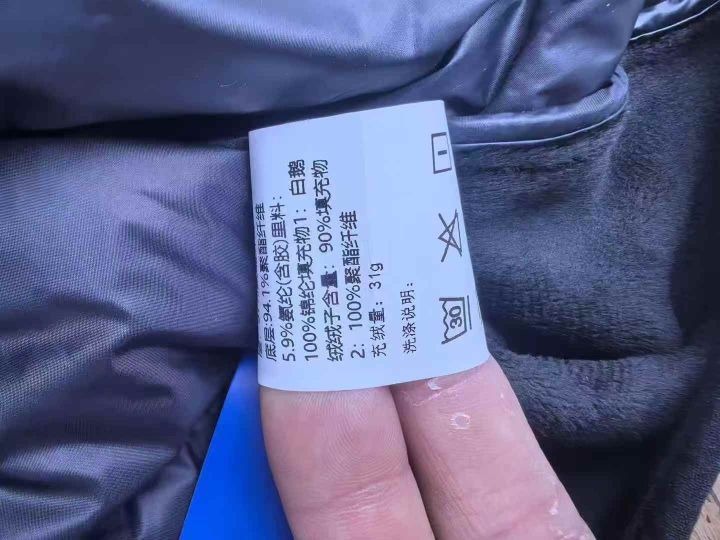 底层:94.1%聚酯纤维
5.9%氨纶(含胶)里料:
100%锦纶填充物1: 白鹅
绒绒子含量: 90%填充物
2: 100%聚酯纤维
充绒量: 31g
洗涤说明:
30